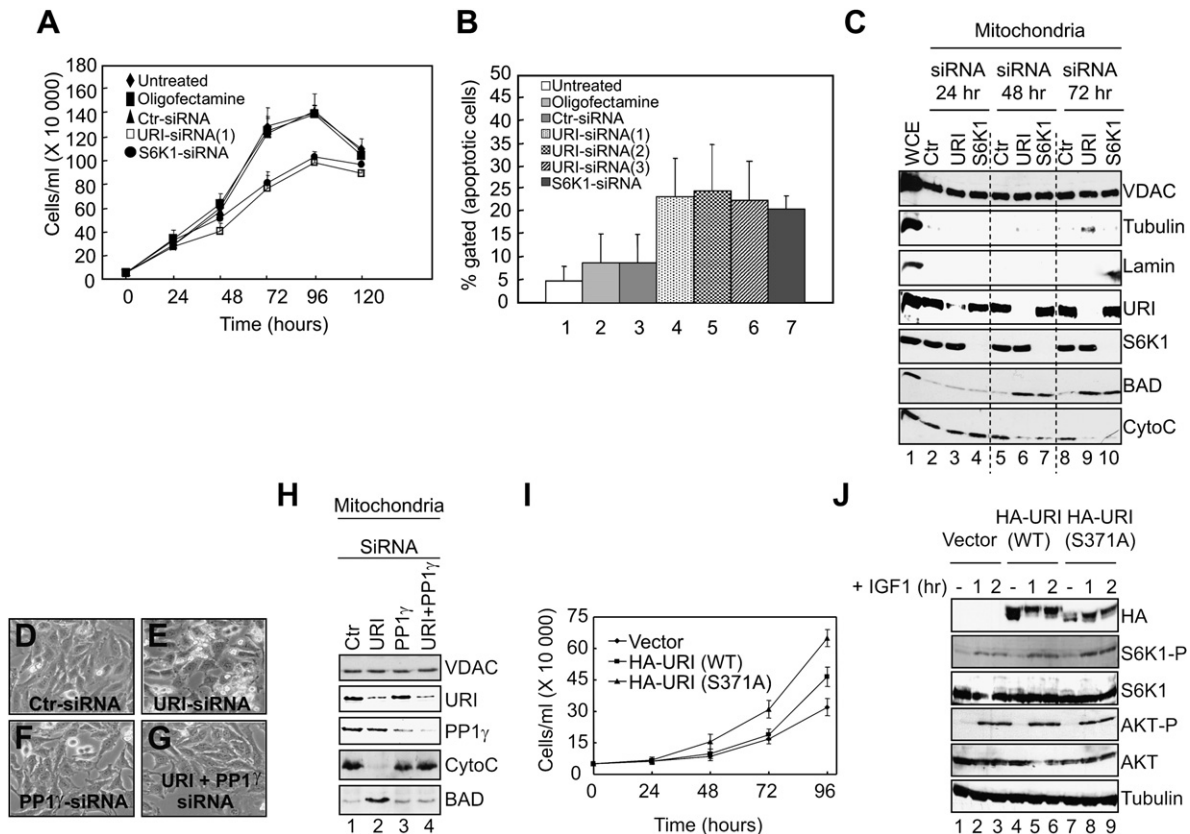 A
Cells/ml (X 10 000)
180
160
140
120
100
80
60
40
20
0
Untreated
Oligofectamine
Ctr-siRNA
URI-siRNA(1)
S6K1-siRNA
0 24 48 72 96 120
Time (hours)
B
% gated (apoptotic cells)
50
45
40
35
30
25
20
15
10
5
0
Untreated
Oligofectamine
Ctr-siRNA
URI-siRNA(1)
URI-siRNA(2)
URI-siRNA(3)
S6K1-siRNA
1 2 3 4 5 6 7
C
Mitochondria
siRNA siRNA siRNA
24 hr 48 hr 72 hr
WCE Ctr URI S6K1 Ctr URI S6K1 Ctr URI S6K1
VDAC
Tubulin
Lamin
URI
S6K1
BAD
CytoC
1 2 3 4 5 6 7 8 9 10
D
Ctr-siRNA
E
URI-siRNA
F
PP1γ-siRNA
G
URI + PP1γ
siRNA
H
Mitochondria
SiRNA
Ctr URI PP1γ URI+PP1γ
VDAC
URI
PP1γ
CytoC
BAD
1 2 3 4
I
Cells/ml (X 10 000)
75
60
45
30
15
0
Vector
HA-URI (WT)
HA-URI (S371A)
0 24 48 72 96
Time (hours)
J
HA-URI HA-URI
Vector (WT) (S371A)
+ IGF1 (hr) - 1 2 - 1 2 - 1 2
HA
S6K1-P
S6K1
AKT-P
AKT
Tubulin
1 2 3 4 5 6 7 8 9